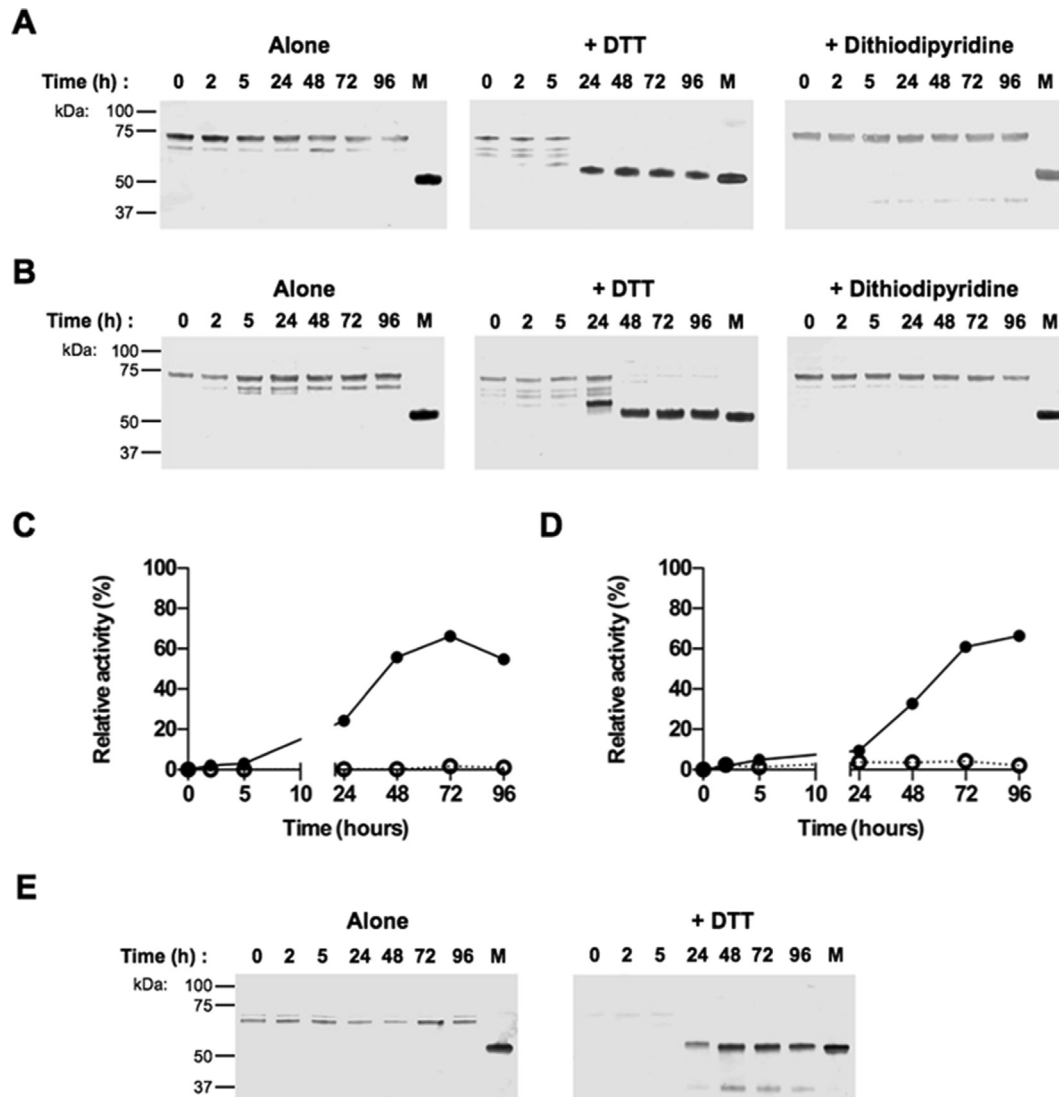 A
Alone + DTT + Dithiodipyridine
Time (h) : 0 2 5 24 48 72 96 M 0 2 5 24 48 72 96 M 0 2 5 24 48 72 96 M
kDa: 100
75
50
37
B
Alone + DTT + Dithiodipyridine
Time (h) : 0 2 5 24 48 72 96 M 0 2 5 24 48 72 96 M 0 2 5 24 48 72 96 M
kDa: 100
75
50
37
C D
100 100
80 80
60 60
40 40
20 20
0 0
Relative activity (%) Relative activity (%)
0 5 10 24 48 72 96 0 5 10 24 48 72 96
Time (hours) Time (hours)
E
Alone + DTT
Time (h) : 0 2 5 24 48 72 96 M 0 2 5 24 48 72 96 M
kDa: 100
75
50
37